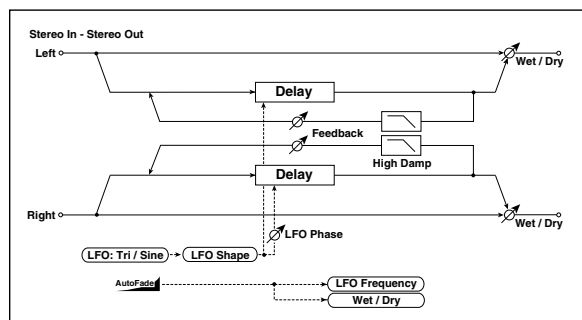 Stereo In - Stereo Out
Left
Wet / Dry
Delay
Feedback
High Damp
Delay
Right
Wet / Dry
LFO Phase
LFO: Tri / Sine
LFO Shape
AutoFade
LFO Frequency
Wet / Dry